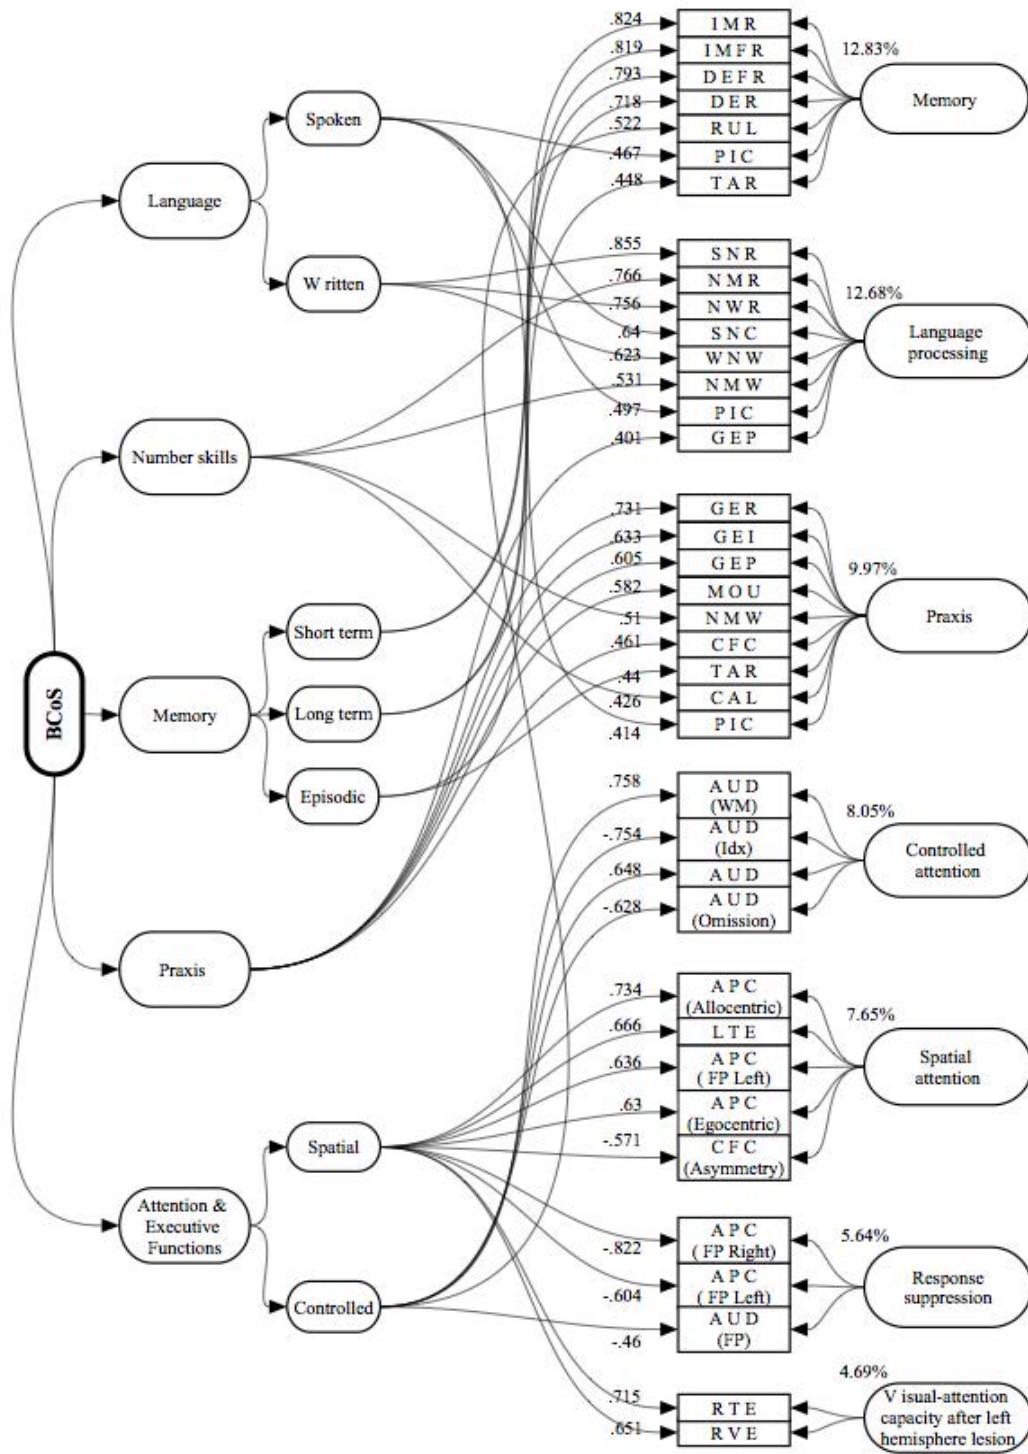 BCoS
Language
Spoken
W ritten
Number skills
Memory
Short term
Long term
Episodic
Praxis
Attention &
Executive
Functions
Spatial
Controlled
.824 I M R
.819 I M F R
.793 D E F R
.718 D E R
.522 R U L
.467 P I C
.448 T A R
12.83%
Memory
.855 S N R
.766 N M R
.756 N W R
.64 S N C
.623 W N W
.531 N M W
.497 P I C
.401 G E P
12.68%
Language
processing
.731 G E R
.633 G E I
.605 G E P
.582 M O U
.51 N M W
.461 C F C
.44 T A R
.426 C A L
.414 P I C
9.97%
Praxis
.758 A U D
(WM)
-.754 A U D
(Idx)
.648 A U D
-.628 A U D
(Omission)
8.05%
Controlled
attention
.734 A P C
(Allocentric)
.666 L T E
.636 A P C
( FP Left)
.63 A P C
(Egocentric)
-.571 C F C
(Asymmetry)
7.65%
Spatial
attention
-.822 A P C
( FP Right)
-.604 A P C
( FP Left)
-.46 A U D
(FP)
5.64%
Response
suppression
.715 R T E
.651 R V E
4.69%
V isual-attention
capacity after left
hemisphere lesion